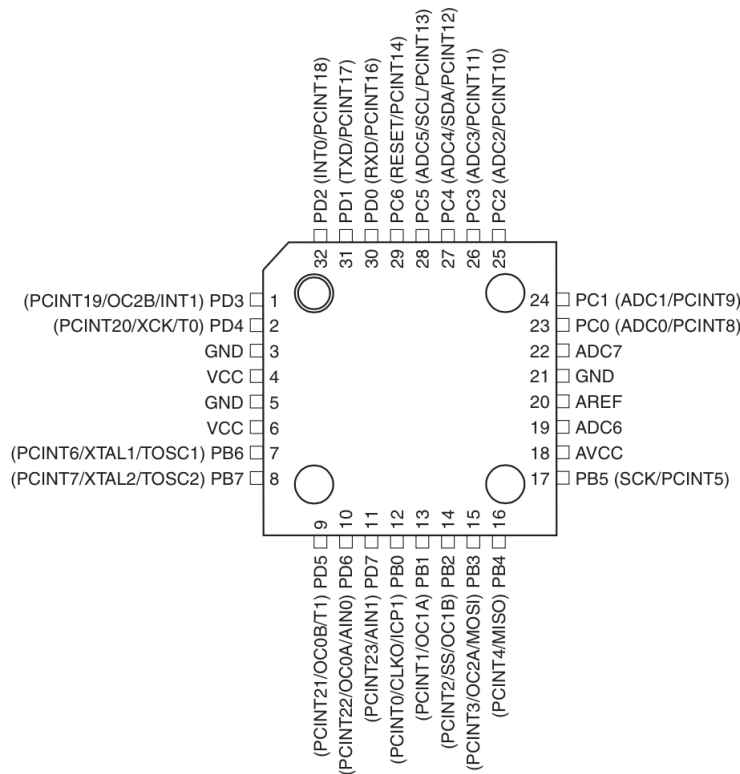 PD2 (INT0/PCINT18)
PD1 (TXD/PCINT17)
PD0 (RXD/PCINT16)
PC6 (RESET/PCINT14)
PC5 (ADC5/SCL/PCINT13)
PC4 (ADC4/SDA/PCINT12)
PC3 (ADC3/PCINT11)
PC2 (ADC2/PCINT10)
32 31 30 29 28 27 26 25
(PCINT19/OC2B/INT1) PD3 1
(PCINT20/XCK/T0) PD4 2
GND 3
VCC 4
GND 5
VCC 6
(PCINT6/XTAL1/TOSC1) PB6 7
(PCINT7/XTAL2/TOSC2) PB7 8
24 PC1 (ADC1/PCINT9)
23 PC0 (ADC0/PCINT8)
22 ADC7
21 GND
20 AREF
19 ADC6
18 AVCC
17 PB5 (SCK/PCINT5)
9 10 11 12 13 14 15 16
(PCINT21/OC0B/T1) PD5
(PCINT22/OC0A/AIN0) PD6
(PCINT23/AIN1) PD7
(PCINT0/CLKO/ICP1) PB0
(PCINT1/OC1A) PB1
(PCINT2/SS/OC1B) PB2
(PCINT3/OC2A/MOSI) PB3
(PCINT4/MISO) PB4